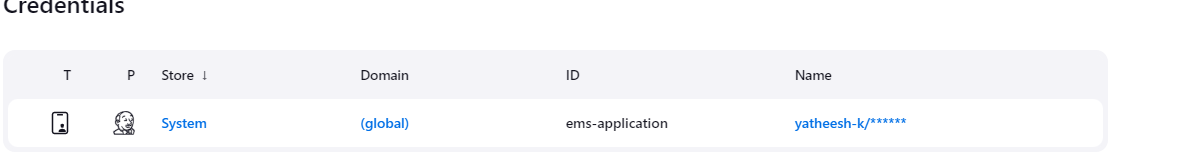 Credentials
T P Store ↓ Domain ID Name
System (global) ems-application yatheesh-k/******